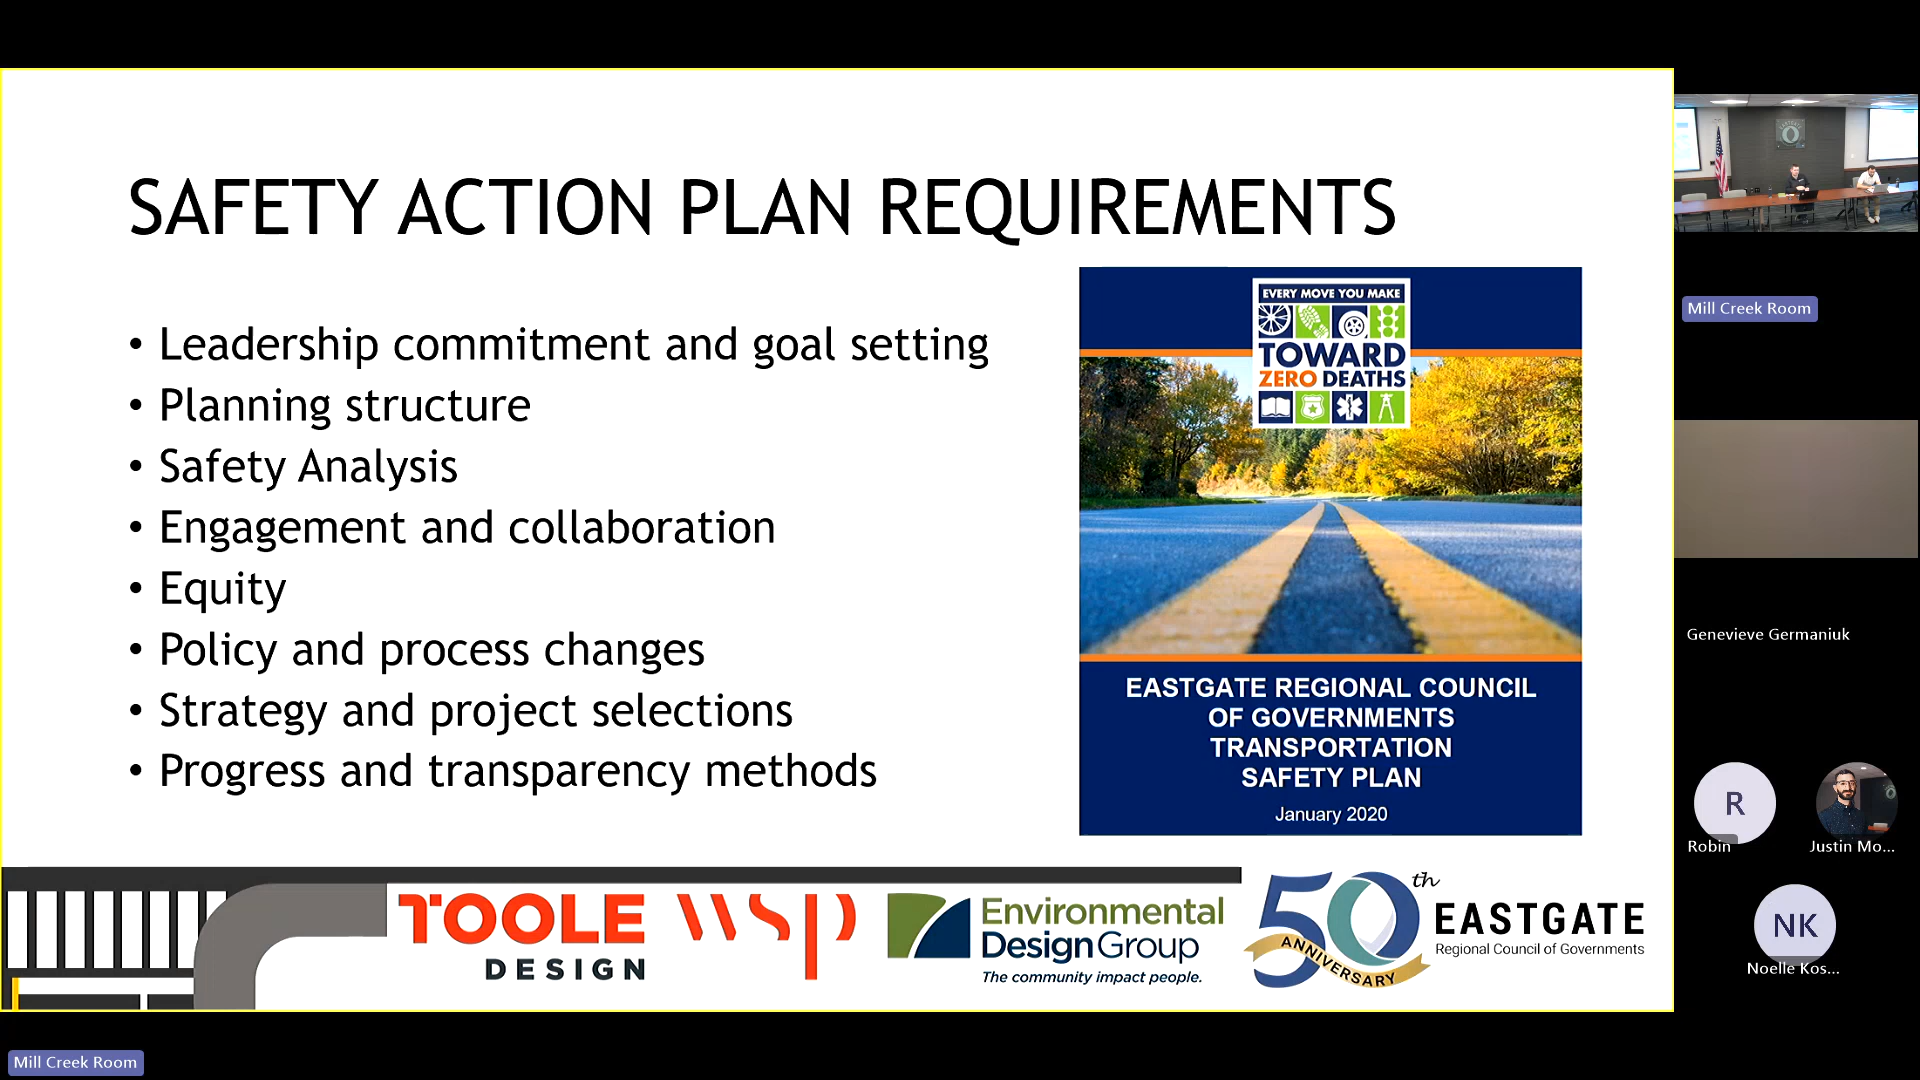 SAFETY ACTION PLAN REQUIREMENTS
• Leadership commitment and goal setting
• Planning structure
• Safety Analysis
• Engagement and collaboration
• Equity
• Policy and process changes
• Strategy and project selections
• Progress and transparency methods
EVERY MOVE YOU MAKE
TOWARD
ZERO DEATHS
EASTGATE REGIONAL COUNCIL
OF GOVERNMENTS
TRANSPORTATION
SAFETY PLAN
January 2020
TOOLE
DESIGN
wsp
Environmental
DesignGroup
The community impact people.
50th
ANNIVERSARY
EASTGATE
Regional Council of Governments
Mill Creek Room
Mill Creek Room
Genevieve Germaniuk
R
Robin
Justin Mo...
NK
Noelle Kos...